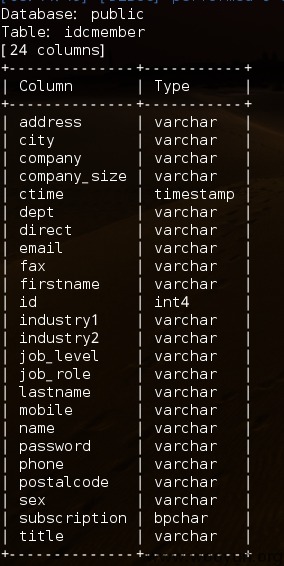 Database: public
Table: idcmember
[24 columns]
+--------------+-----------+
| Column | Type |
+--------------+-----------+
| address | varchar |
| city | varchar |
| company | varchar |
| company_size | varchar |
| ctime | timestamp |
| dept | varchar |
| direct | varchar |
| email | varchar |
| fax | varchar |
| firstname | varchar |
| id | int4 |
| industry1 | varchar |
| industry2 | varchar |
| job_level | varchar |
| job_role | varchar |
| lastname | varchar |
| mobile | varchar |
| name | varchar |
| password | varchar |
| phone | varchar |
| postalcode | varchar |
| sex | varchar |
| subscription | bpchar |
| title | varchar |
+--------------+-----------+